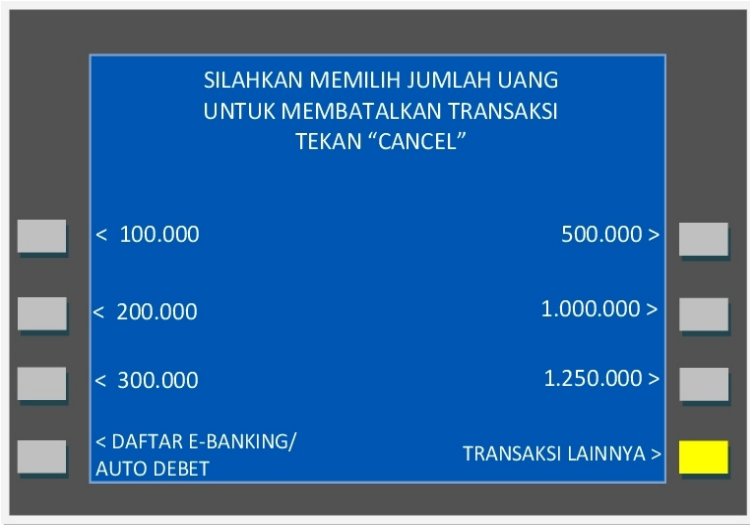 SILAHKAN MEMILIH JUMLAH UANG
UNTUK MEMBATALKAN TRANSAKSI
TEKAN “CANCEL”
< 100.000
500.000 >
< 200.000
1.000.000 >
< 300.000
1.250.000 >
< DAFTAR E-BANKING/
AUTO DEBET
TRANSAKSI LAINNYA >